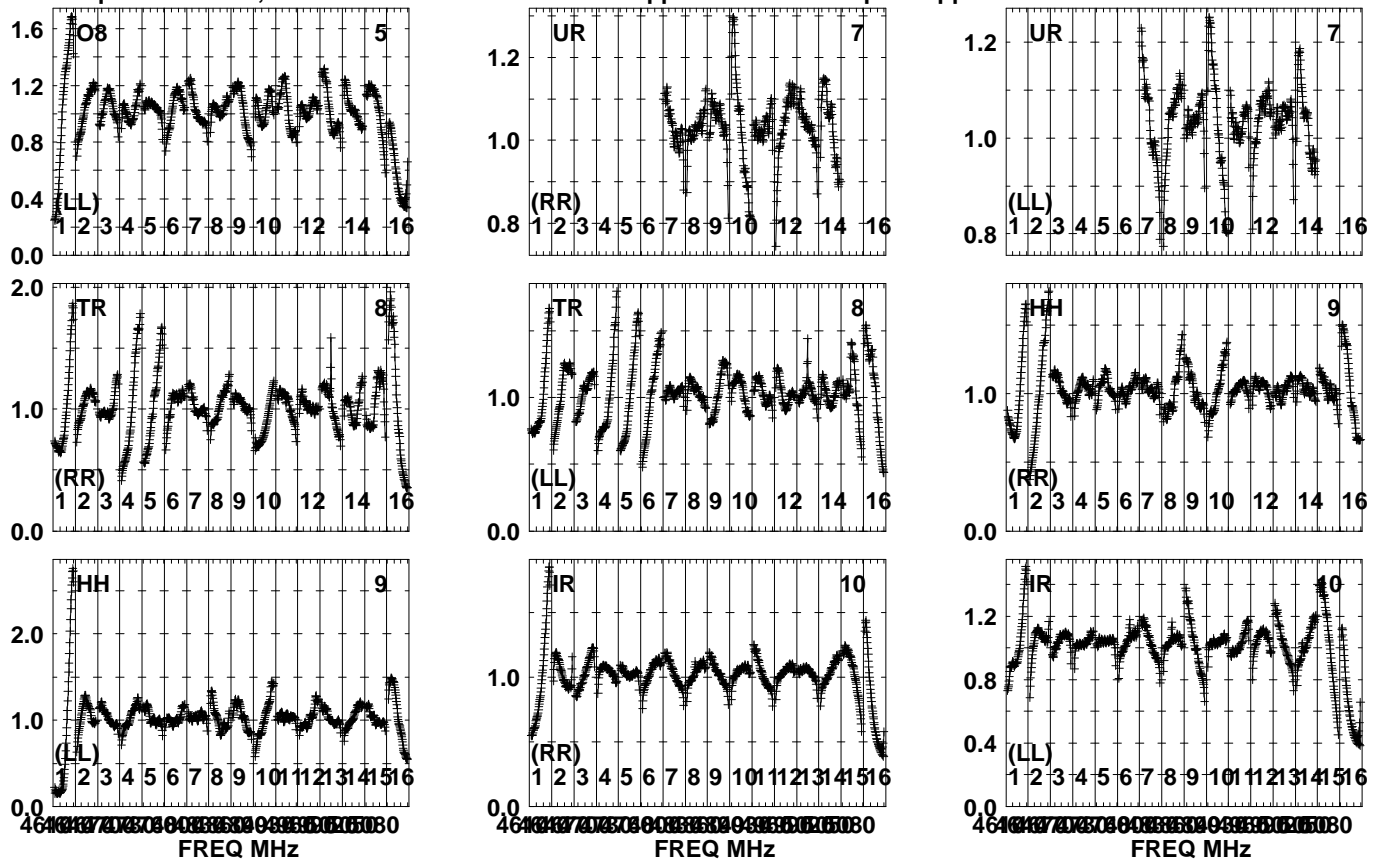 O8 5
1.6
1.2
1.0
0.8
0.4
0.0
(LL)
1 2 3 4 5 6 7 8 9 10 12 14 16
UR 7
1.2
1.0
0.8
(RR)
1 2 3 4 5 6 7 8 9 10 12 14 16
UR 7
1.2
1.0
0.8
(LL)
1 2 3 4 5 6 7 8 9 10 12 14 16
TR 8
2.0
1.0
0.0
(RR)
1 2 3 4 5 6 7 8 9 10 12 14 16
TR 8
1.0
0.0
(LL)
1 2 3 4 5 6 7 8 9 10 12 14 16
HH 9
1.0
0.0
(RR)
1 2 3 4 5 6 7 8 9 10 12 14 16
HH 9
2.0
1.0
0.0
(LL)
1 2 3 4 5 6 7 8 9 10 11 12 13 15 16
FREQ MHz
IR 10
1.0
0.0
(RR)
1 2 3 4 5 6 7 8 9 10 11 12 13 14 15 16
FREQ MHz
IR 10
1.2
0.8
0.4
0.0
(LL)
1 2 3 4 5 6 7 8 9 10 11 12 13 14 15 16
FREQ MHz